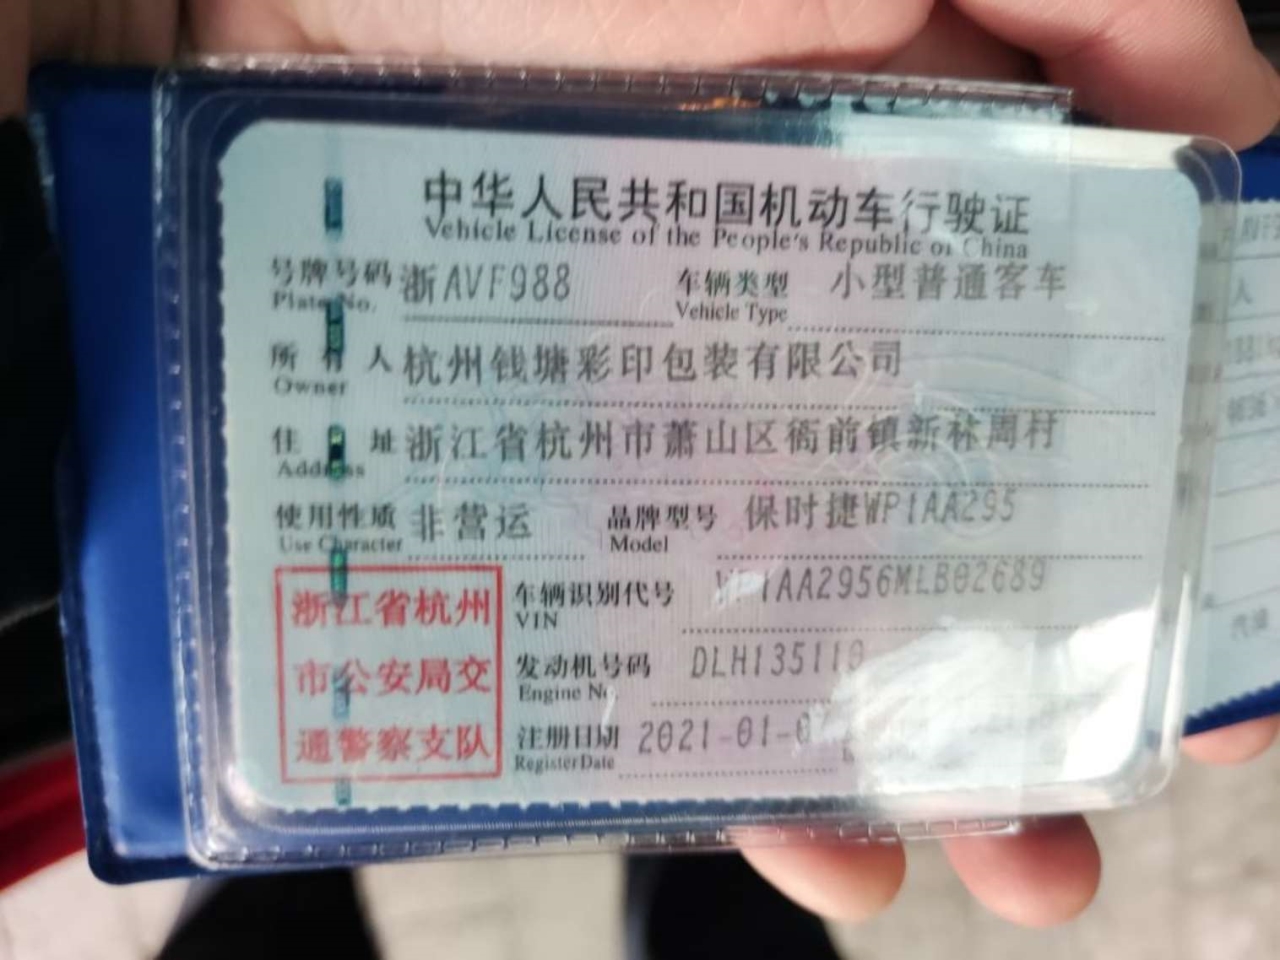 中华人民共和国机动车行驶证
Vehicle License of the People's Republic of China
号牌号码 浙AVF988 车辆类型 小型普通客车
Plate No. Vehicle Type
所有人 杭州钱塘彩印包装有限公司
Owner
住址 浙江省杭州市萧山区衙前镇新林周村
Address
使用性质 非营运 品牌型号 保时捷WP1AA295
Use Character Model
浙江省杭州 车辆识别代号 WP1AA2956MLB02689
VIN
市公安局交 发动机号码 DLH135110
Engine No.
通警察支队 注册日期 2021-01-0
Register Date